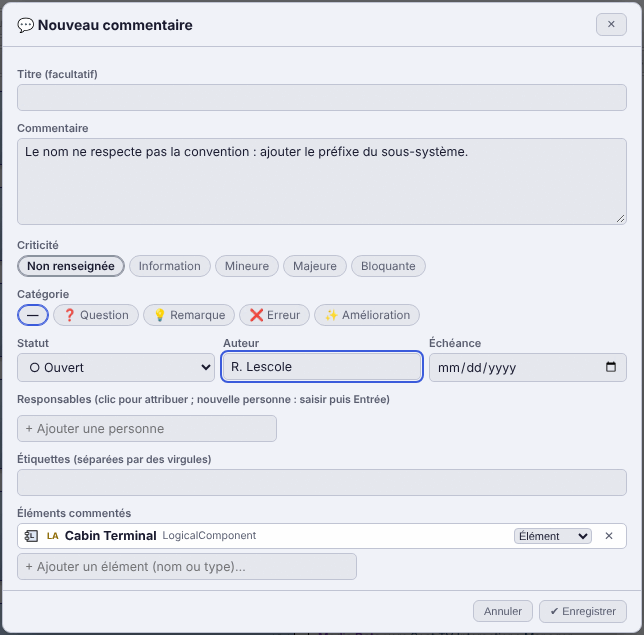 💬 Nouveau commentaire
×
Titre (facultatif)
Commentaire
Le nom ne respecte pas la convention : ajouter le préfixe du sous-système.
Criticité
Non renseignée Information Mineure Majeure Bloquante
Catégorie
— ❓ Question 💡 Remarque ❌ Erreur ✨ Amélioration
Statut Auteur Échéance
○ Ouvert R. Lescole mm/dd/yyyy
Responsables (clic pour attribuer ; nouvelle personne : saisir puis Entrée)
+ Ajouter une personne
Étiquettes (séparées par des virgules)
Éléments commentés
LA Cabin Terminal LogicalComponent Élément ×
+ Ajouter un élément (nom ou type)...
Annuler ✔ Enregistrer